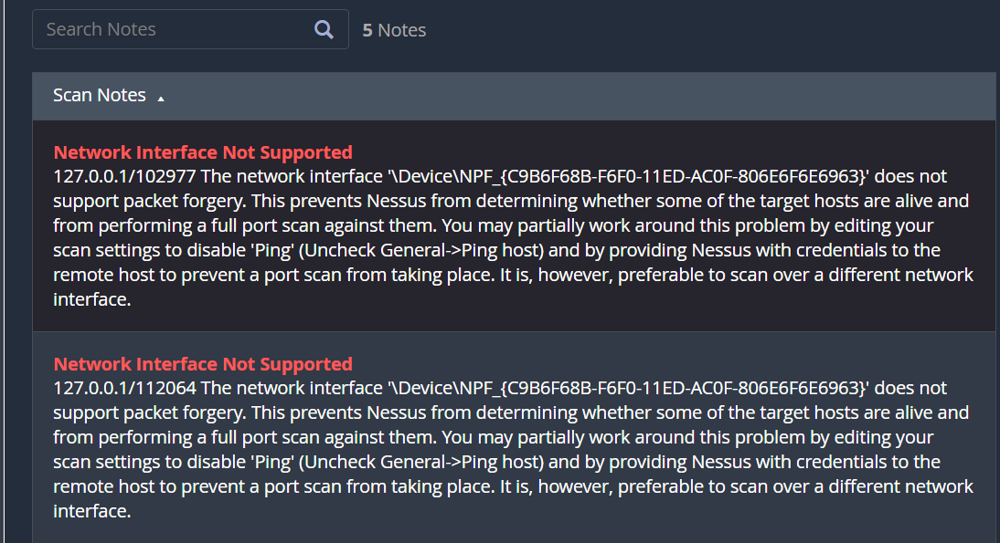 Search Notes
5 Notes
Scan Notes
Network Interface Not Supported
127.0.0.1/102977 The network interface '\Device\NPF_{C9B6F68B-F6F0-11ED-AC0F-806E6F6E6963}' does not
support packet forgery. This prevents Nessus from determining whether some of the target hosts are alive and
from performing a full port scan against them. You may partially work around this problem by editing your
scan settings to disable 'Ping' (Uncheck General->Ping host) and by providing Nessus with credentials to the
remote host to prevent a port scan from taking place. It is, however, preferable to scan over a different network
interface.
Network Interface Not Supported
127.0.0.1/112064 The network interface '\Device\NPF_{C9B6F68B-F6F0-11ED-AC0F-806E6F6E6963}' does not
support packet forgery. This prevents Nessus from determining whether some of the target hosts are alive and
from performing a full port scan against them. You may partially work around this problem by editing your
scan settings to disable 'Ping' (Uncheck General->Ping host) and by providing Nessus with credentials to the
remote host to prevent a port scan from taking place. It is, however, preferable to scan over a different network
interface.